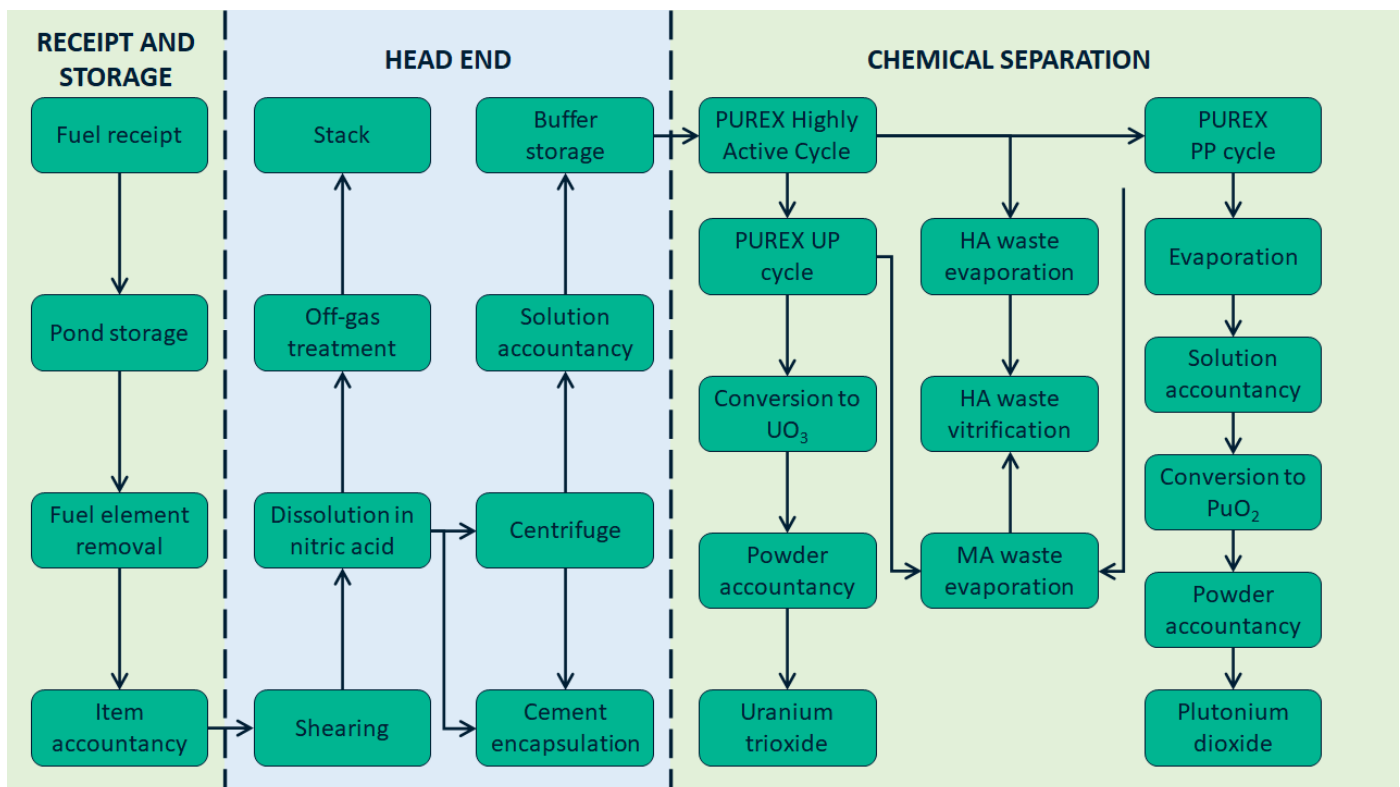 RECEIPT AND
STORAGE
Fuel receipt
Pond storage
Fuel element
removal
Item
accountancy
HEAD END
Stack
Off-gas
treatment
Dissolution in
nitric acid
Shearing
Buffer
storage
Solution
accountancy
Centrifuge
Cement
encapsulation
CHEMICAL SEPARATION
PUREX Highly
Active Cycle
PUREX UP
cycle
Conversion to
UO₃
Powder
accountancy
Uranium
trioxide
HA waste
evaporation
HA waste
vitrification
MA waste
evaporation
PUREX
PP cycle
Evaporation
Solution
accountancy
Conversion to
PuO₂
Powder
accountancy
Plutonium
dioxide